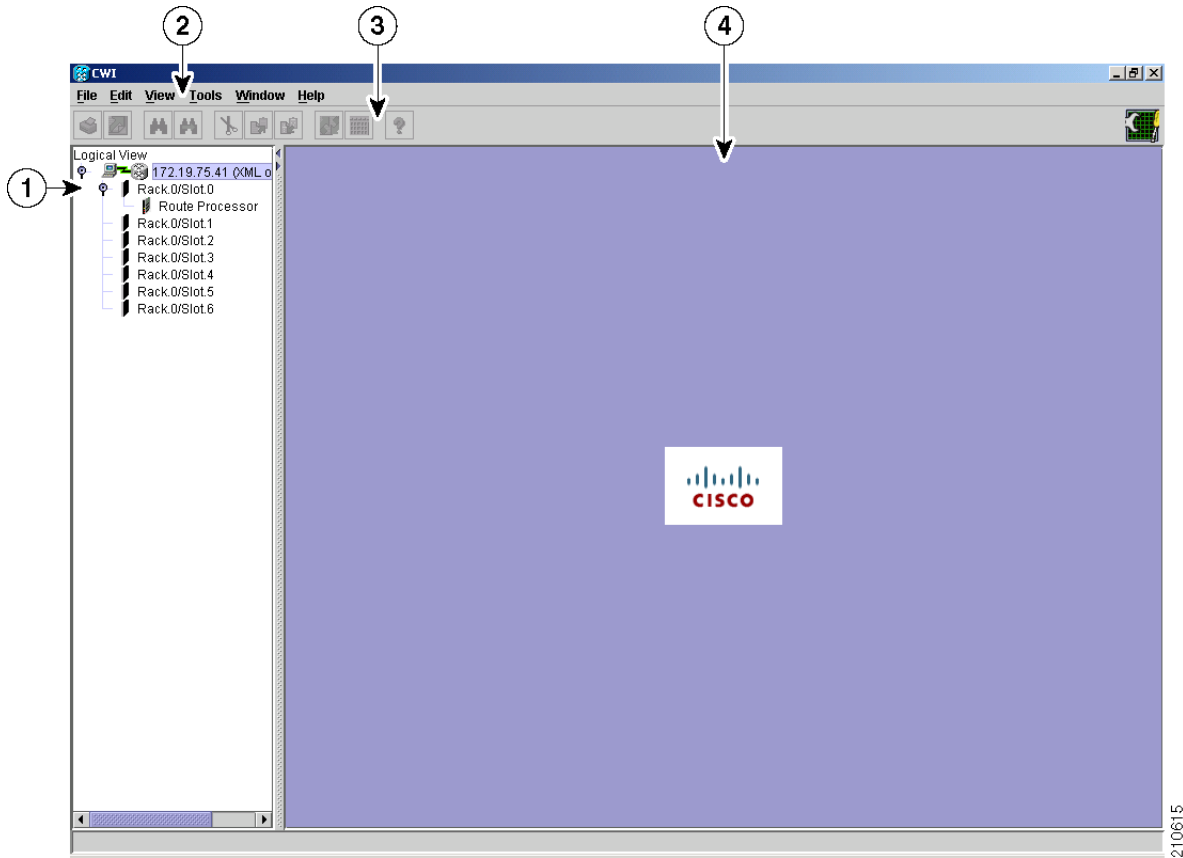 2 3 4
CWI
File Edit View Tools Window Help
Logical View
172.19.75.41 (XML o
1
Rack.0/Slot.0
Route Processor
Rack.0/Slot.1
Rack.0/Slot.2
Rack.0/Slot.3
Rack.0/Slot.4
Rack.0/Slot.5
Rack.0/Slot.6
CISCO
210615